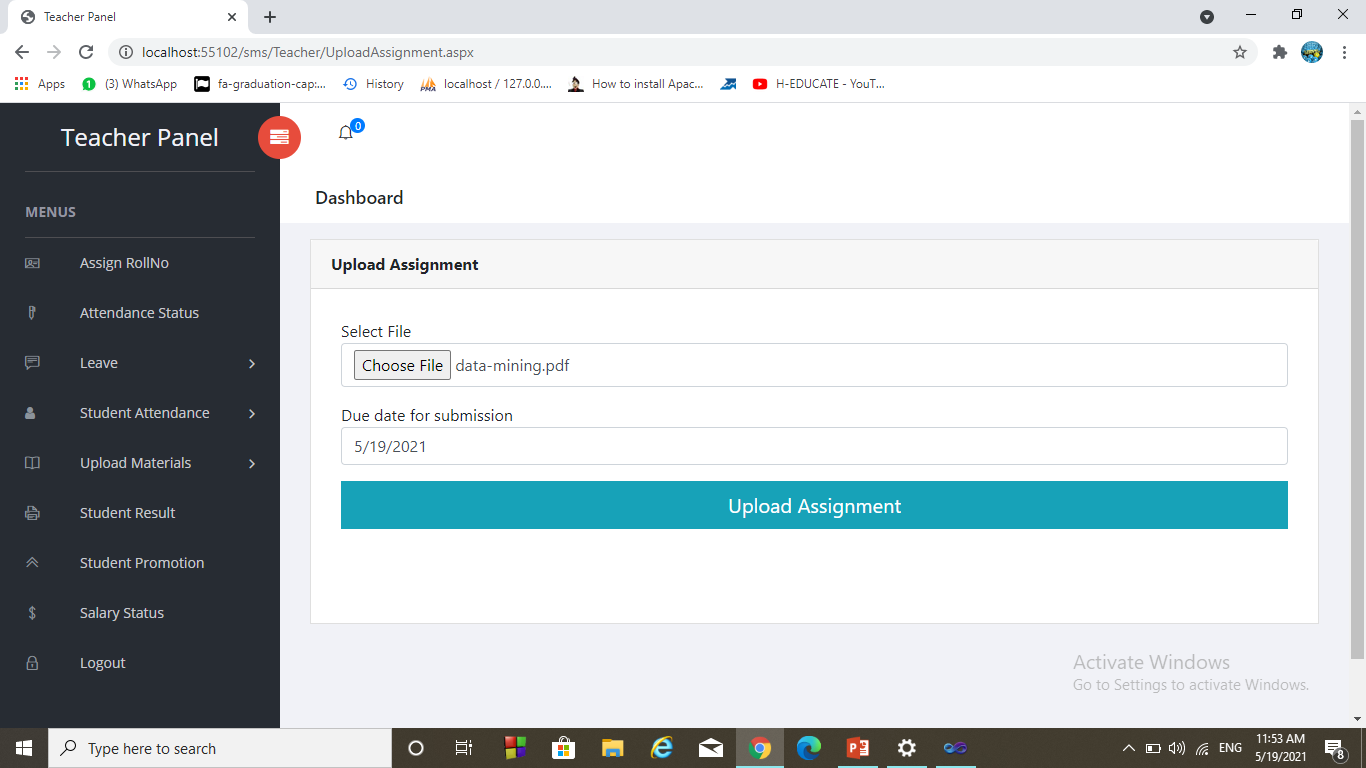 Teacher Panel
localhost:55102/sms/Teacher/UploadAssignment.aspx
Apps
1
(3) WhatsApp
fa-graduation-cap:...
History
PMA
localhost / 127.0.0....
How to install Apac...
H-EDUCATE - YouT...
Teacher Panel
0
Dashboard
MENUS
Assign RollNo
Attendance Status
Leave
Student Attendance
Upload Materials
Student Result
Student Promotion
Salary Status
Logout
Upload Assignment
Select File
Choose File data-mining.pdf
Due date for submission
5/19/2021
Upload Assignment
Activate Windows
Go to Settings to activate Windows.
Type here to search
ENG
11:53 AM
5/19/2021
8